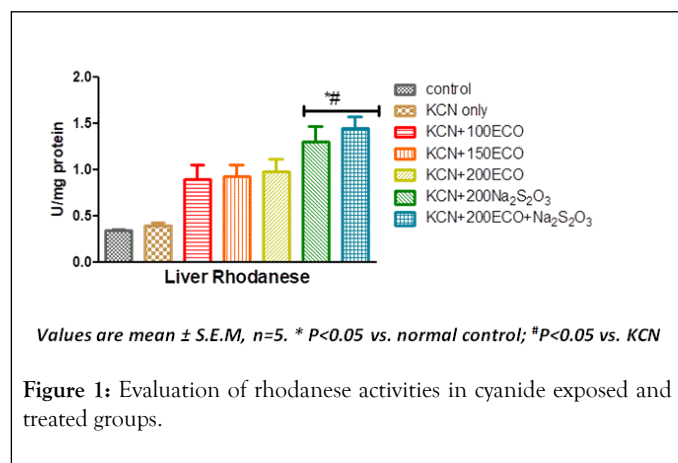 2.0
1.5
1.0
0.5
0.0
U/mg protein
*#
Liver Rhodanese
control
KCN only
KCN+100ECO
KCN+150ECO
KCN+200ECO
KCN+200Na₂S₂O₃
KCN+200ECO+Na₂S₂O₃
Values are mean ± S.E.M, n=5. * P<0.05 vs. normal control; #P<0.05 vs. KCN
Figure 1: Evaluation of rhodanese activities in cyanide exposed and
treated groups.